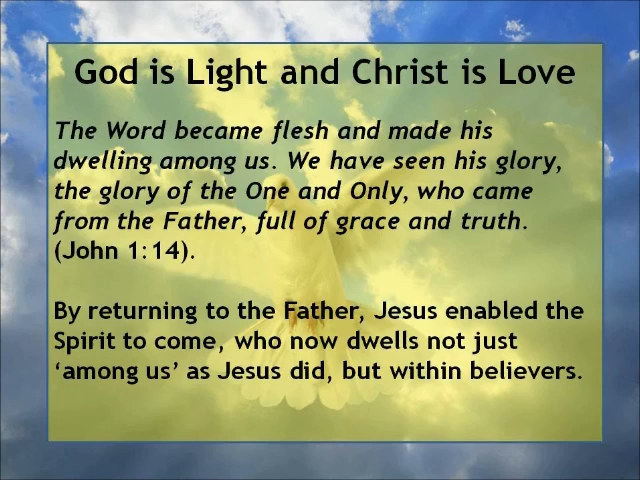 God is Light and Christ is Love
The Word became flesh and made his
dwelling among us. We have seen his glory,
the glory of the One and Only, who came
from the Father, full of grace and truth.
(John 1:14).
By returning to the Father, Jesus enabled the
Spirit to come, who now dwells not just
‘among us’ as Jesus did, but within believers.